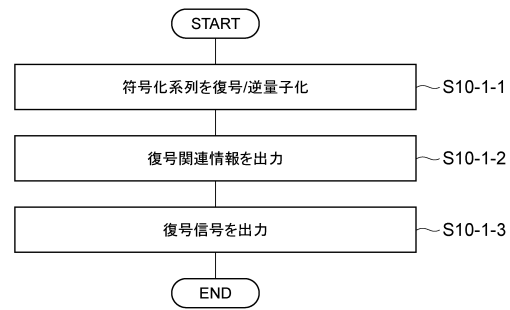 START
符号化系列を復号/逆量子化
S10-1-1
復号関連情報を出力
S10-1-2
復号信号を出力
S10-1-3
END